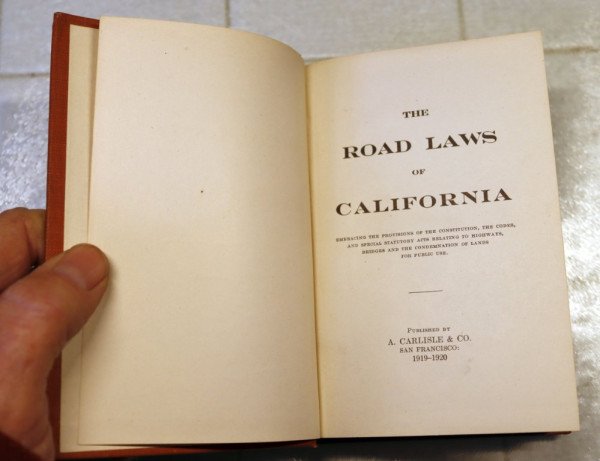 THE
ROAD LAWS
OF
CALIFORNIA
EMBRACING THE PROVISIONS OF THE CONSTITUTION, THE CODES,
AND SPECIAL STATUTORY ACTS RELATING TO HIGHWAYS,
BRIDGES AND THE CONDEMNATION OF LANDS
FOR PUBLIC USE.
PUBLISHED BY
A. CARLISLE & CO.
SAN FRANCISCO:
1919-1920